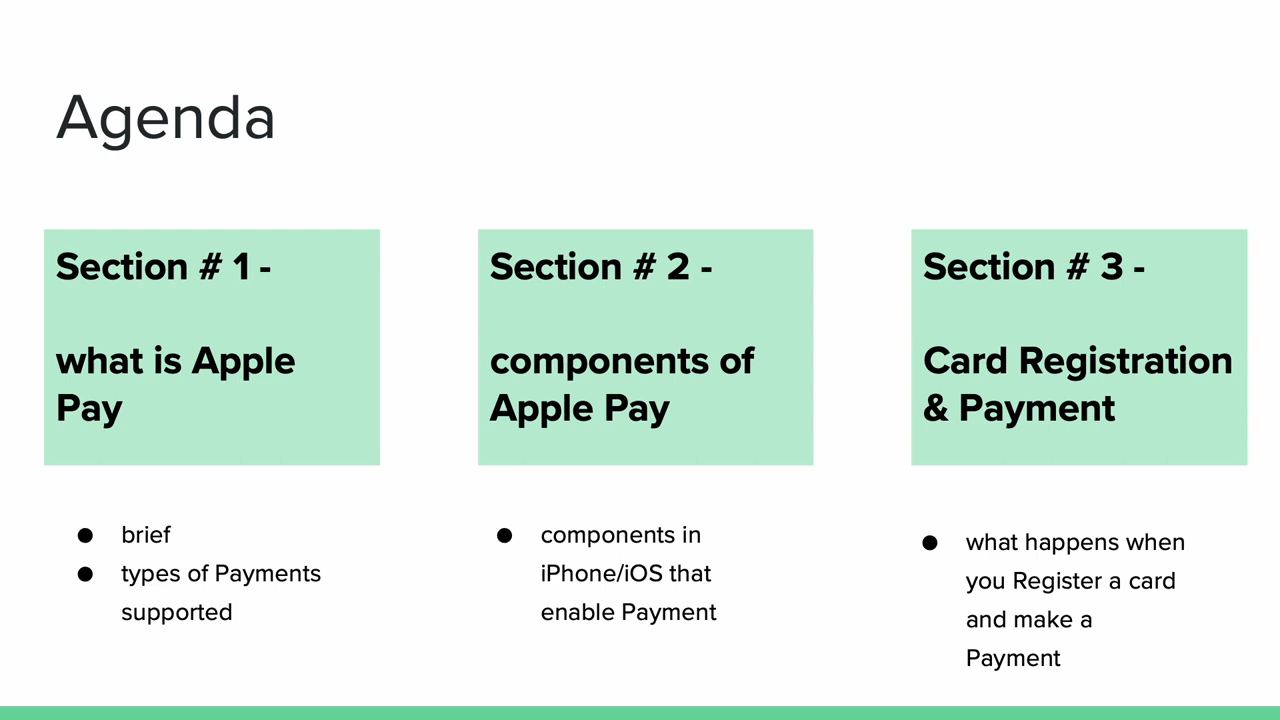 Agenda
Section # 1 -
what is Apple
Pay
● brief
● types of Payments
supported
Section # 2 -
components of
Apple Pay
● components in
iPhone/iOS that
enable Payment
Section # 3 -
Card Registration
& Payment
● what happens when
you Register a card
and make a
Payment